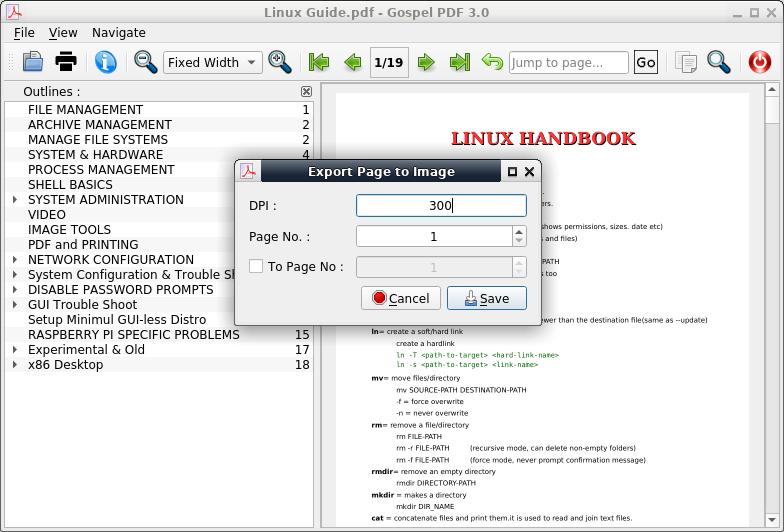 Linux Guide.pdf - Gospel PDF 3.0
File View Navigate
Fixed Width 1/19 Jump to page... Go
Outlines :
FILE MANAGEMENT 1
ARCHIVE MANAGEMENT 2
MANAGE FILE SYSTEMS 2
SYSTEM & HARDWARE 4
PROCESS MANAGEMENT
SHELL BASICS
SYSTEM ADMINISTRATION
VIDEO
IMAGE TOOLS
PDF and PRINTING
NETWORK CONFIGURATION
System Configuration & Trouble
DISABLE PASSWORD PROMPTS
GUI Trouble Shoot
Setup Minimul GUI-less Distro
RASPBERRY PI SPECIFIC PROBLEMS 15
Experimental & Old 17
x86 Desktop 18
Export Page to Image
DPI : 300
Page No. : 1
To Page No : 1
Cancel Save
LINUX HANDBOOK
shows permissions, sizes. date etc)
s and files)
PATH
s too
than the destination file(same as --update)
ln= create a soft/hard link
create a hardlink
ln -T <path-to-target> <hard-link-name>
ln -s <path-to-target> <link-name>
mv= move files/directory
mv SOURCE-PATH DESTINATION-PATH
-f = force overwrite
-n = never overwrite
rm= remove a file/directory
rm FILE-PATH
rm -r FILE-PATH (recursive mode, can delete non-empty folders)
rm -f FILE-PATH (force mode, never prompt confirmation message)
rmdir= remove an empty directory
rmdir DIRECTORY-PATH
mkdir = makes a directory
mkdir DIR_NAME
cat = concatenate files and print them.it is used to read and join text files.